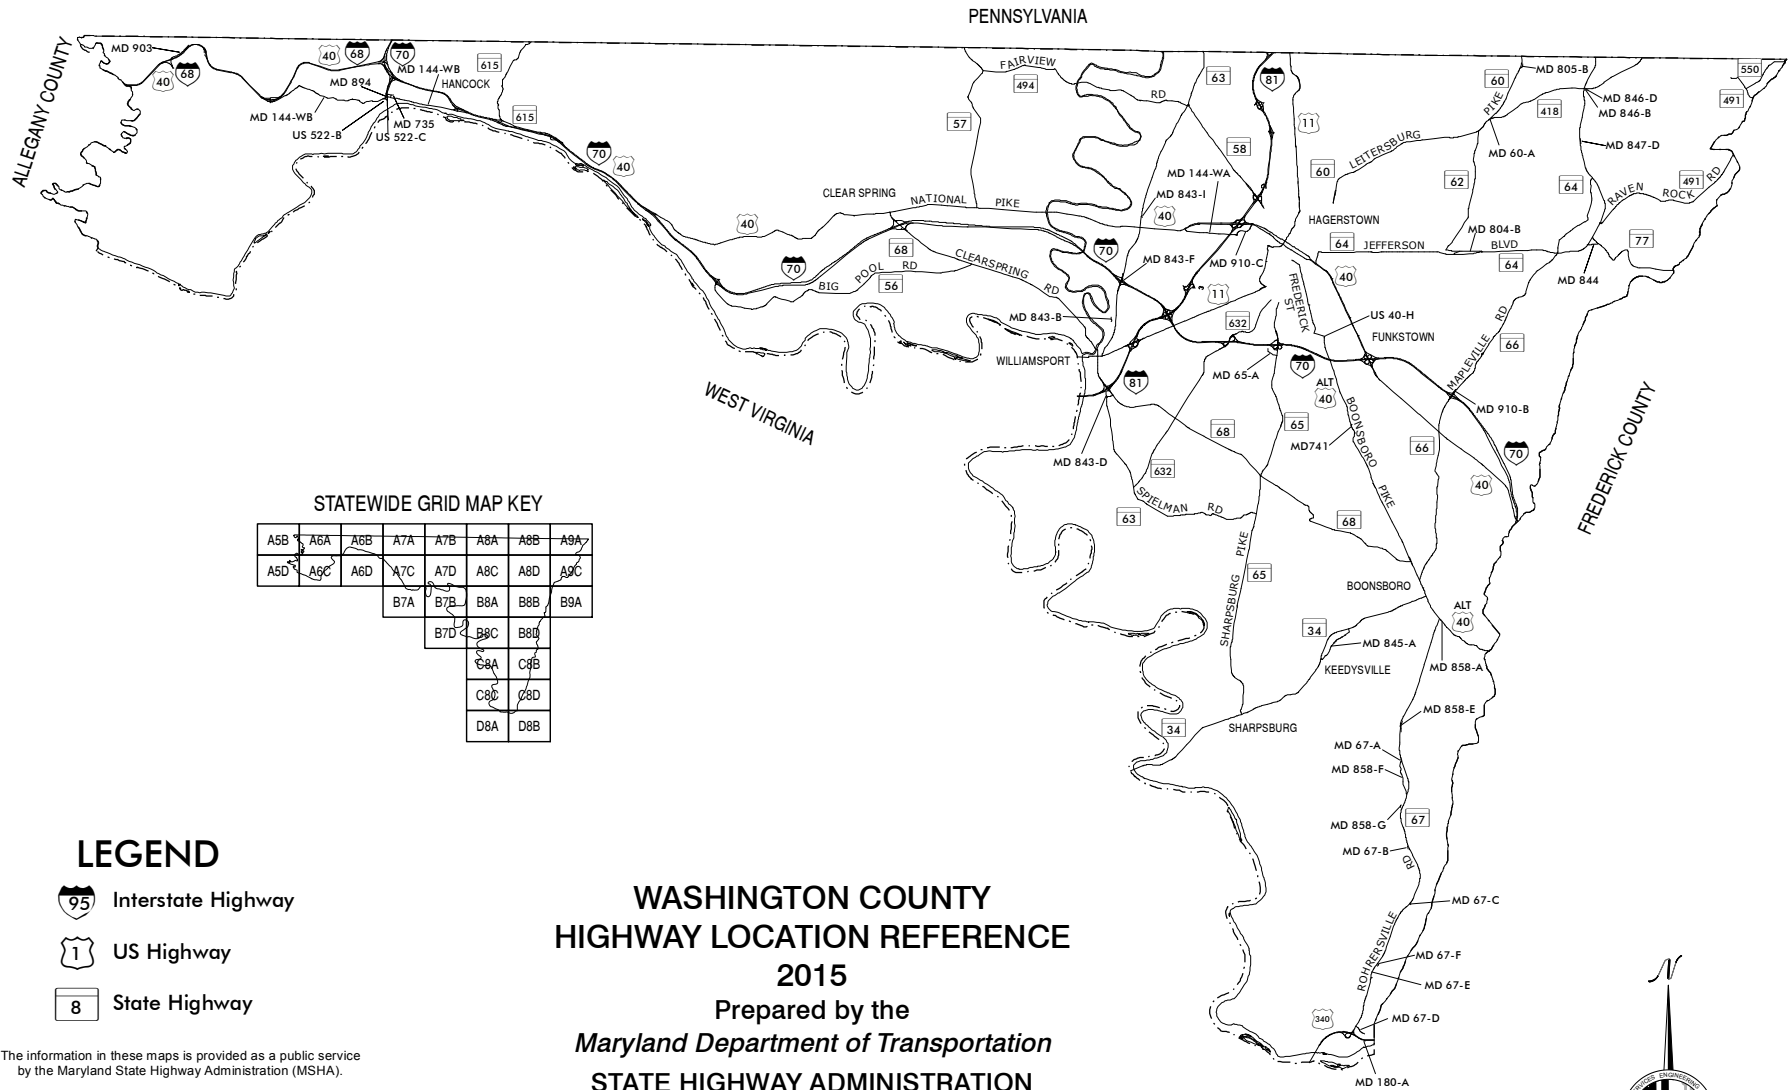 PENNSYLVANIA
ALLEGANY COUNTY
MD 903
40
68
40
68
70
MD 894
MD 144-WB
HANCOCK
615
MD 144-WB
US 522-B
US 522-C
MD 735
615
70
40
FAIRVIEW
RD
494
57
63
81
11
58
MD 144-WA
MD 843-I
40
CLEAR SPRING
NATIONAL PIKE
40
68
70
BIG POOL RD
56
CLEARSPRING RD
70
MD 843-F
MD 910-C
MD 843-B
11
WILLIAMSPORT
632
FREDERICK ST
HAGERSTOWN
60
LEITERSBURG PIKE
60
MD 805-B
550
491
MD 846-D
MD 846-B
418
MD 60-A
MD 847-D
62
64
RAVEN ROCK RD
491
MD 804-B
64
JEFFERSON BLVD
64
77
MD 844
40
US 40-H
FUNKSTOWN
MAPLEVILLE RD
66
MD 65-A
70
81
ALT
40
MD 910-B
68
65
MD741
BOONSBORO PIKE
66
70
40
MD 843-D
632
SPIELMAN RD
63
68
SHARPSBURG PIKE
65
WEST VIRGINIA
FREDERICK COUNTY
BOONSBORO
ALT
40
34
MD 845-A
KEEDYSVILLE
MD 858-A
MD 858-E
34
SHARPSBURG
MD 67-A
MD 858-F
MD 858-G
67
MD 67-B
ROHRERSVILLE RD
MD 67-C
MD 67-F
MD 67-E
340
MD 67-D
MD 180-A
STATEWIDE GRID MAP KEY
A5B A6A A6B A7A A7B A8A A8B A9A
A5D A6C A6D A7C A7D A8C A8D A9C
B7A B7B B8A B8B B9A
B7D B8C B8D
C8A C8B
C8C C8D
D8A D8B
LEGEND
95 Interstate Highway
1 US Highway
8 State Highway
The information in these maps is provided as a public service
by the Maryland State Highway Administration (MSHA).
WASHINGTON COUNTY
HIGHWAY LOCATION REFERENCE
2015
Prepared by the
Maryland Department of Transportation
STATE HIGHWAY ADMINISTRATION
N
ENGINEERING